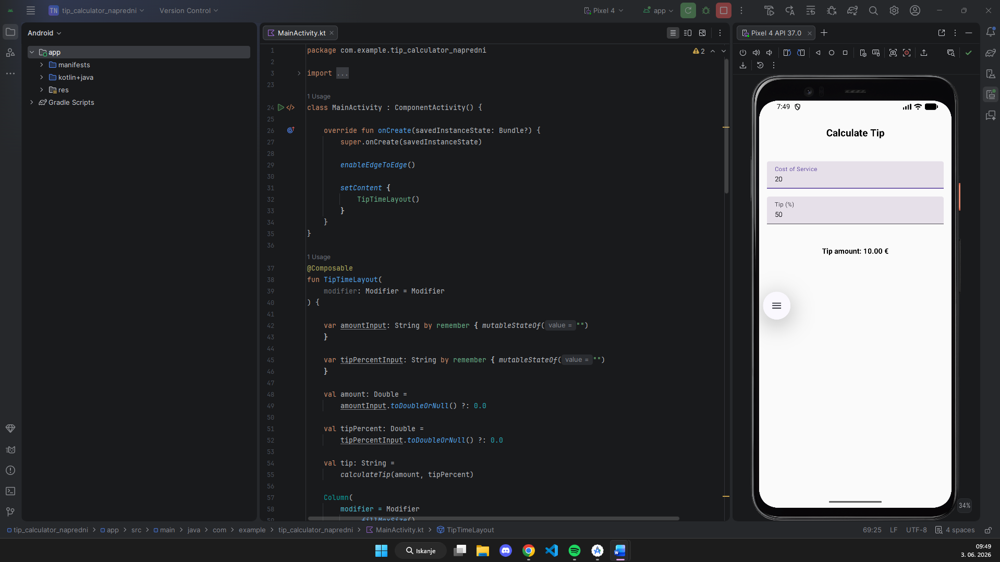 TN tip_calculator_napredni
Version Control
Pixel 4
app
Android
app
manifests
kotlin+java
res
Gradle Scripts
MainActivity.kt
2
1 package com.example.tip_calculator_napredni
2
3 import ...
23
1 Usage
24 class MainActivity : ComponentActivity() {
25
26 override fun onCreate(savedInstanceState: Bundle?) {
27 super.onCreate(savedInstanceState)
28
29 enableEdgeToEdge()
30
31 setContent {
32 TipTimeLayout()
33 }
34 }
35 }
36
1 Usage
37 @Composable
38 fun TipTimeLayout(
39 modifier: Modifier = Modifier
40 ) {
41
42 var amountInput: String by remember { mutableStateOf( value = "")
43 }
44
45 var tipPercentInput: String by remember { mutableStateOf( value = "")
46 }
47
48 val amount: Double =
49 amountInput.toDoubleOrNull() ?: 0.0
50
51 val tipPercent: Double =
52 tipPercentInput.toDoubleOrNull() ?: 0.0
53
54 val tip: String =
55 calculateTip(amount, tipPercent)
56
57 Column(
58 modifier = Modifier
59 .fillMaxSize()
Pixel 4 API 37.0
7:49
Calculate Tip
Cost of Service
20
Tip (%)
50
Tip amount: 10.00 €
34%
tip_calculator_napredni > app > src > main > java > com > example > tip_calculator_napredni > MainActivity.kt > TipTimeLayout
69:25 LF UTF-8 4 spaces
Iskanje
09:49
3. 06. 2026